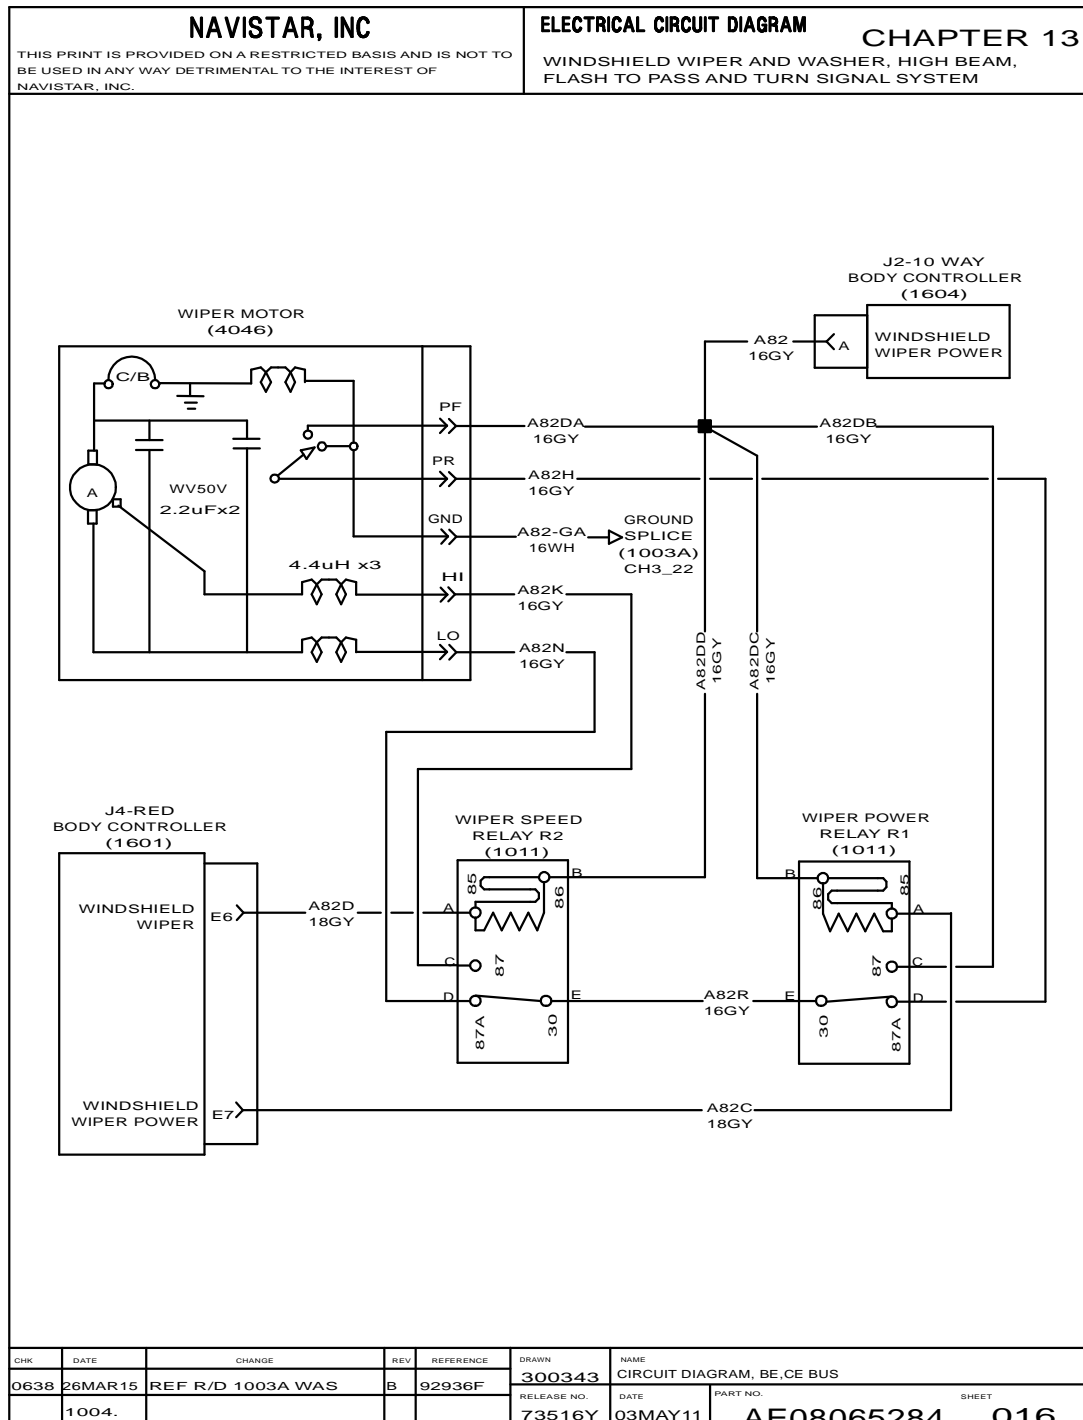 NAVISTAR, INC
THIS PRINT IS PROVIDED ON A RESTRICTED BASIS AND IS NOT TO
BE USED IN ANY WAY DETRIMENTAL TO THE INTEREST OF
NAVISTAR, INC.
ELECTRICAL CIRCUIT DIAGRAM
CHAPTER 13
WINDSHIELD WIPER AND WASHER, HIGH BEAM,
FLASH TO PASS AND TURN SIGNAL SYSTEM
J2-10 WAY
BODY CONTROLLER
(1604)
A
WINDSHIELD
WIPER POWER
A82
16GY
WIPER MOTOR
(4046)
C/B
A
WV50V
2.2uFx2
4.4uH x3
PF
PR
GND
HI
LO
A82DA
16GY
A82H
16GY
A82-GA
16WH
A82K
16GY
A82N
16GY
GROUND
SPLICE
(1003A)
CH3_22
A82DB
16GY
A82DD
16GY
A82DC
16GY
J4-RED
BODY CONTROLLER
(1601)
WINDSHIELD
WIPER
E6
WINDSHIELD
WIPER POWER
E7
A82D
18GY
WIPER SPEED
RELAY R2
(1011)
85
B
86
A
C
87
D
E
87A
30
A82R
16GY
WIPER POWER
RELAY R1
(1011)
B
86
85
A
87
C
E
D
30
87A
A82C
18GY
CHK
DATE
CHANGE
REV
REFERENCE
0638
26MAR15
REF R/D 1003A WAS
B
92936F
1004.
DRAWN
300343
NAME
CIRCUIT DIAGRAM, BE,CE BUS
RELEASE NO.
73516Y
DATE
03MAY11
PART NO.
AE08065284
SHEET
016